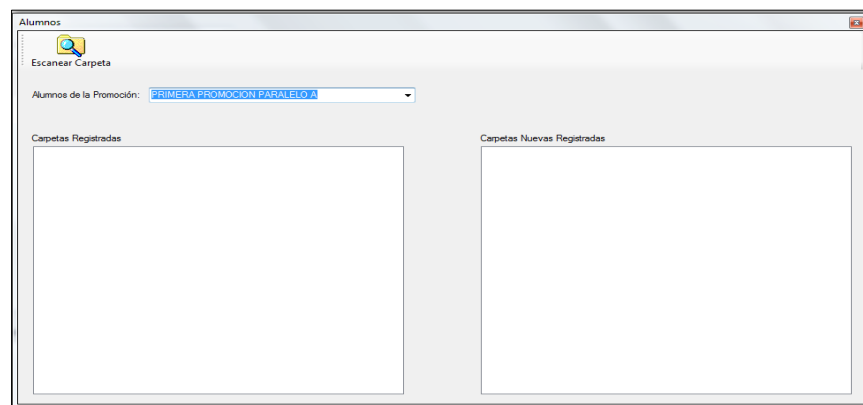 Alumnos
Escanear Carpeta
Alumnos de la Promoción: PRIMERA PROMOCION PARALELO A
Carpetas Registradas
Carpetas Nuevas Registradas